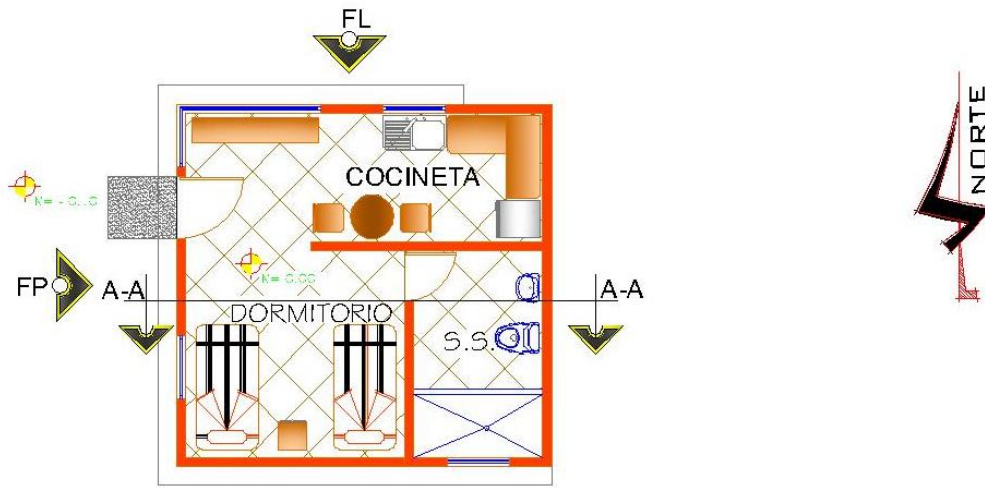 FL
NORTE
COCINETA
FP
A-A
A-A
N= 0.00
DORMITORIO
S.S.